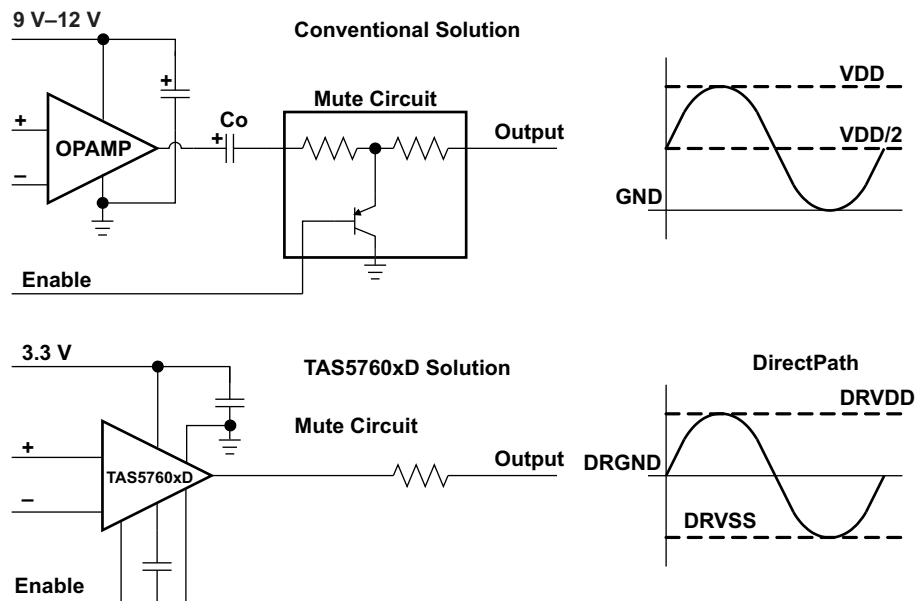 9 V–12 V
Conventional Solution
VDD
+
Mute Circuit
Co
+
Output
+
OPAMP
VDD/2
–
GND
Enable
3.3 V
TAS5760xD Solution
DirectPath
DRVDD
Mute Circuit
+
Output
DRGND
TAS5760xD
–
DRVSS
Enable